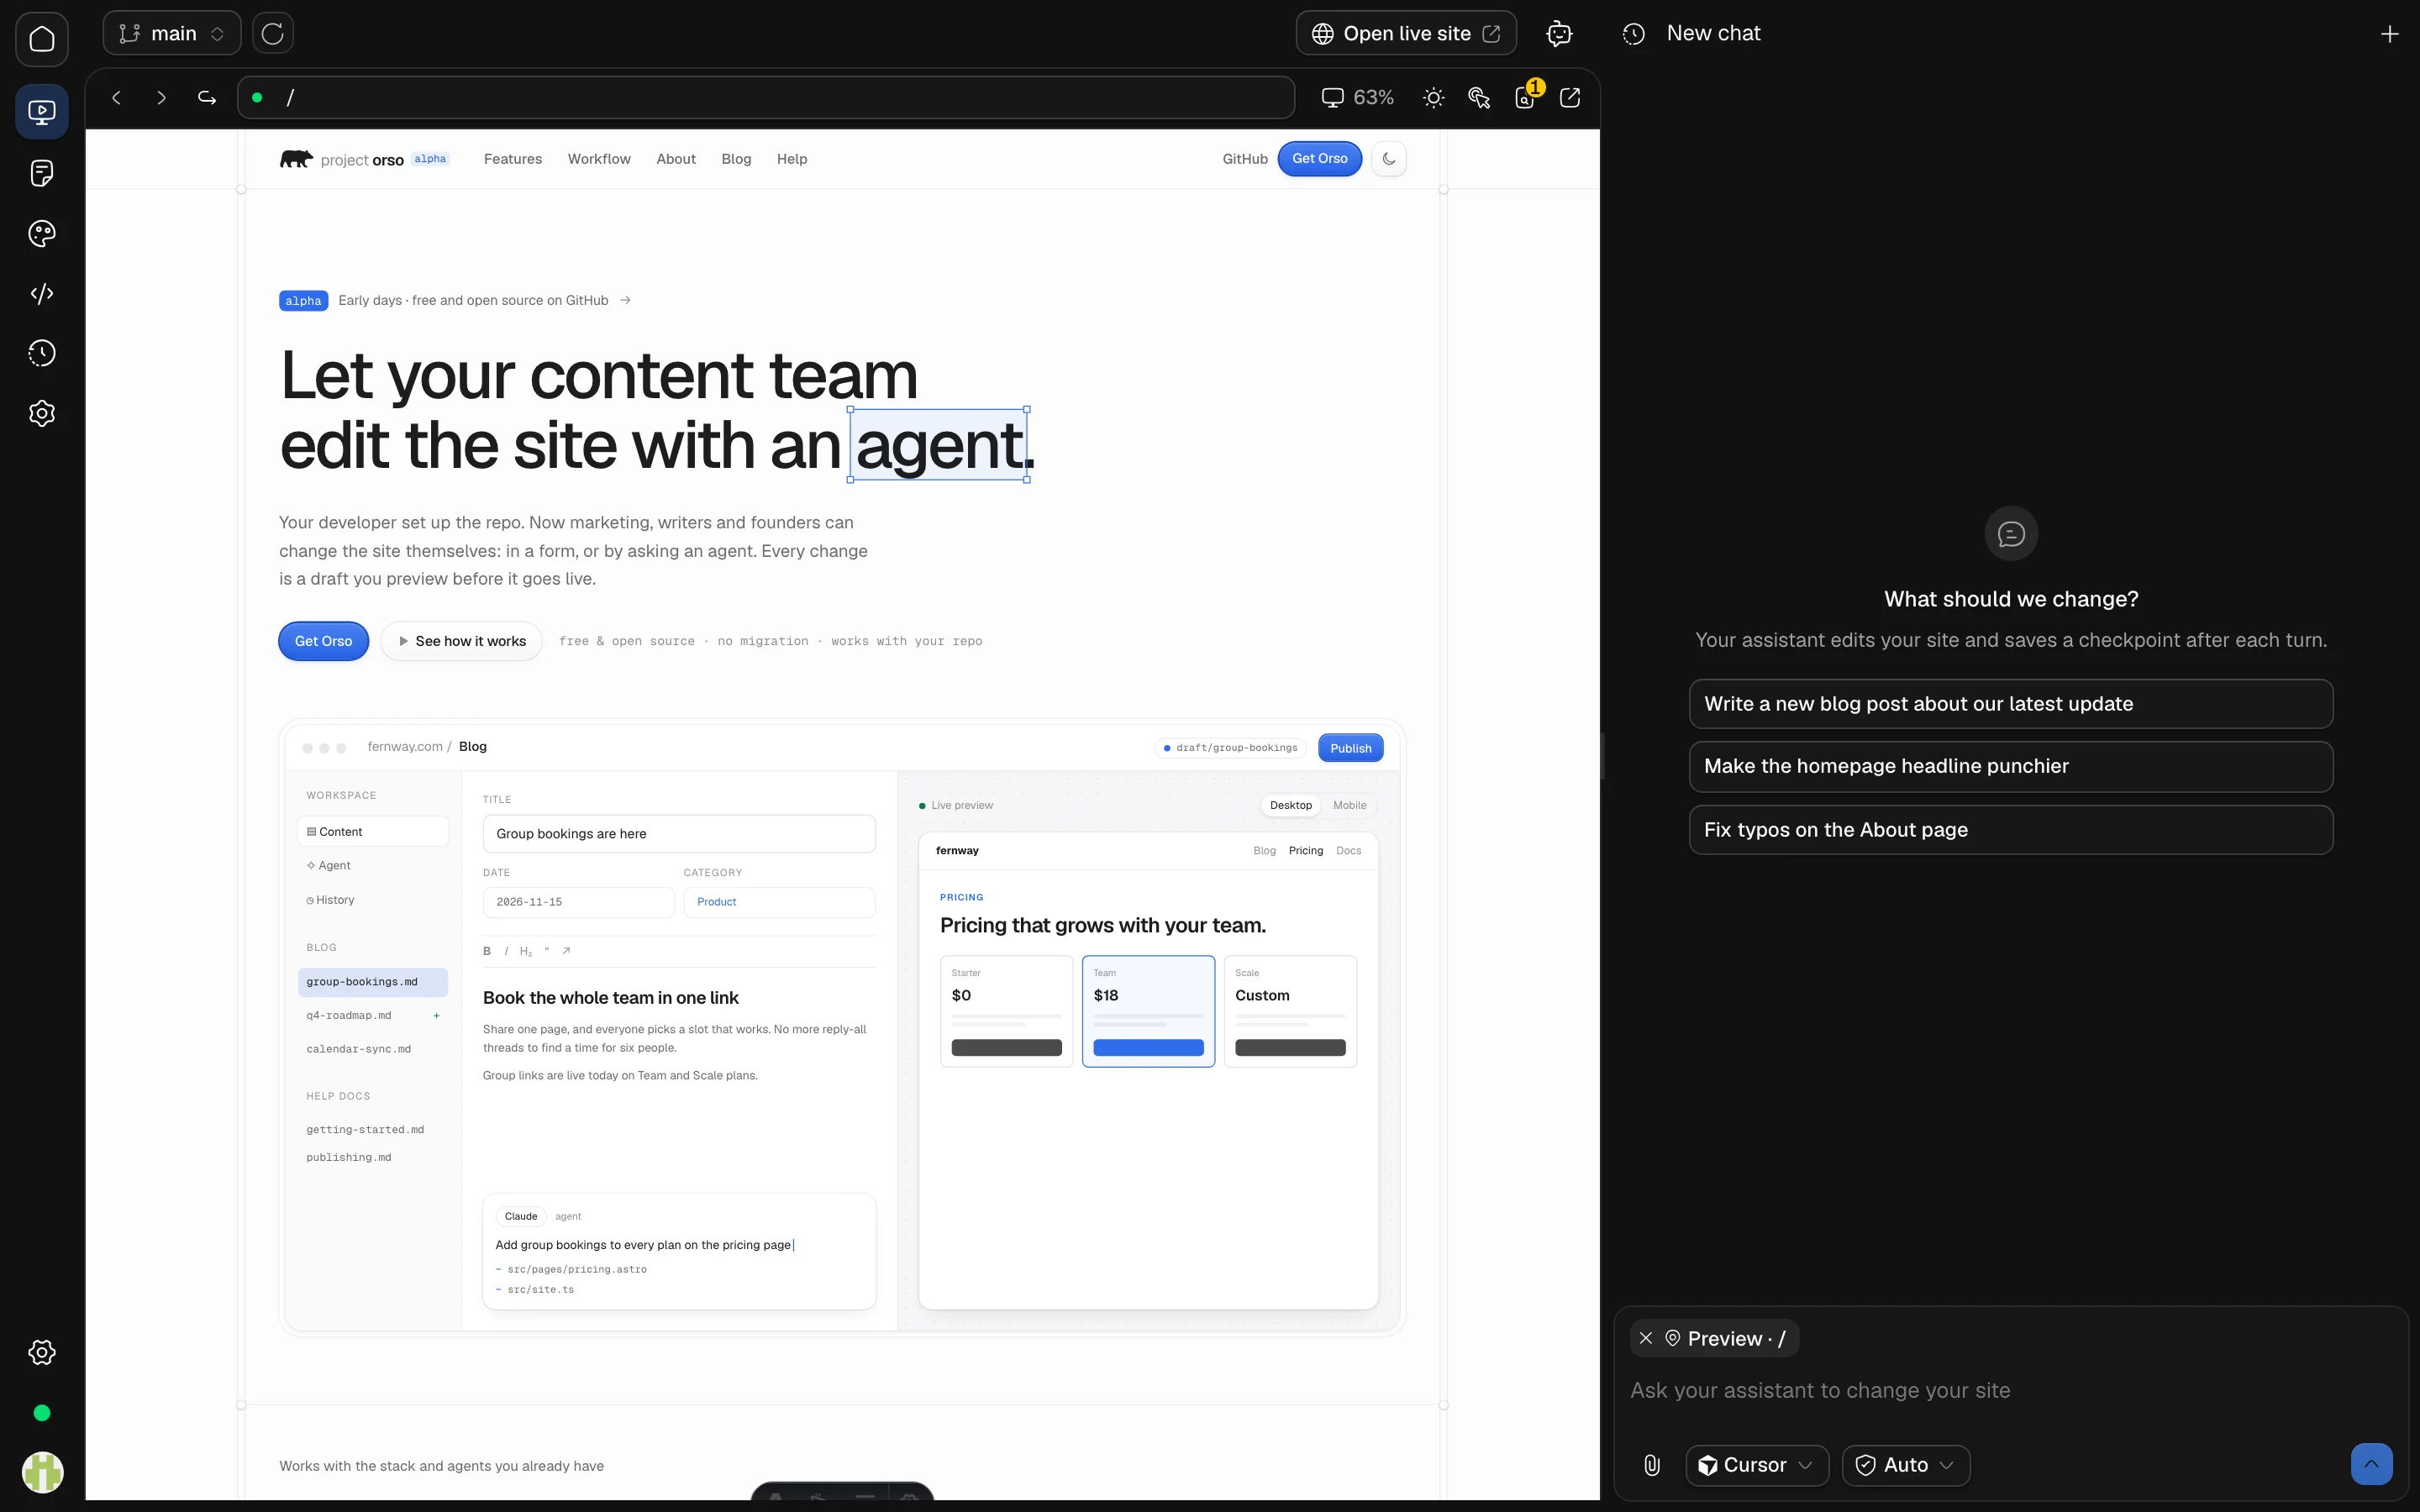 main
Open live site
New chat
/
63%
1
project orso alpha
Features
Workflow
About
Blog
Help
GitHub
Get Orso
alpha
Early days · free and open source on GitHub →
Let your content team
edit the site with an agent.
Your developer set up the repo. Now marketing, writers and founders can
change the site themselves: in a form, or by asking an agent. Every change
is a draft you preview before it goes live.
Get Orso
See how it works
free & open source · no migration · works with your repo
fernway.com / Blog
draft/group-bookings
Publish
WORKSPACE
Content
Agent
History
BLOG
group-bookings.md
q4-roadmap.md +
calendar-sync.md
HELP DOCS
getting-started.md
publishing.md
TITLE
Group bookings are here
DATE
CATEGORY
2026-11-15
Product
B I H₂ “ ↗
Book the whole team in one link
Share one page, and everyone picks a slot that works. No more reply-all
threads to find a time for six people.
Group links are live today on Team and Scale plans.
Claude agent
Add group bookings to every plan on the pricing page
~ src/pages/pricing.astro
~ src/site.ts
Live preview
Desktop
Mobile
fernway
Blog
Pricing
Docs
PRICING
Pricing that grows with your team.
Starter
$0
Team
$18
Scale
Custom
Works with the stack and agents you already have
What should we change?
Your assistant edits your site and saves a checkpoint after each turn.
Write a new blog post about our latest update
Make the homepage headline punchier
Fix typos on the About page
Preview · /
Ask your assistant to change your site
Cursor
Auto